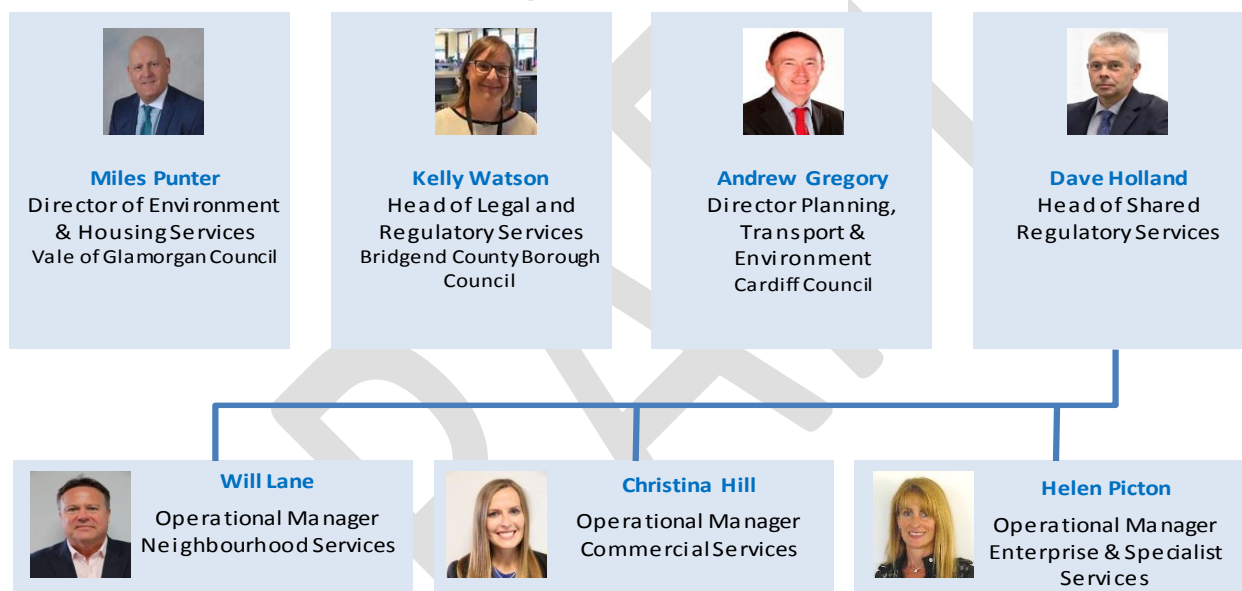 Miles Punter
Director of Environment
& Housing Services
Vale of Glamorgan Council
Kelly Watson
Head of Legal and
Regulatory Services
Bridgend County Borough
Council
Andrew Gregory
Director Planning,
Transport &
Environment
Cardiff Council
Dave Holland
Head of Shared
Regulatory Services
Will Lane
Operational Manager
Neighbourhood Services
Christina Hill
Operational Manager
Commercial Services
Helen Picton
Operational Manager
Enterprise & Specialist
Services